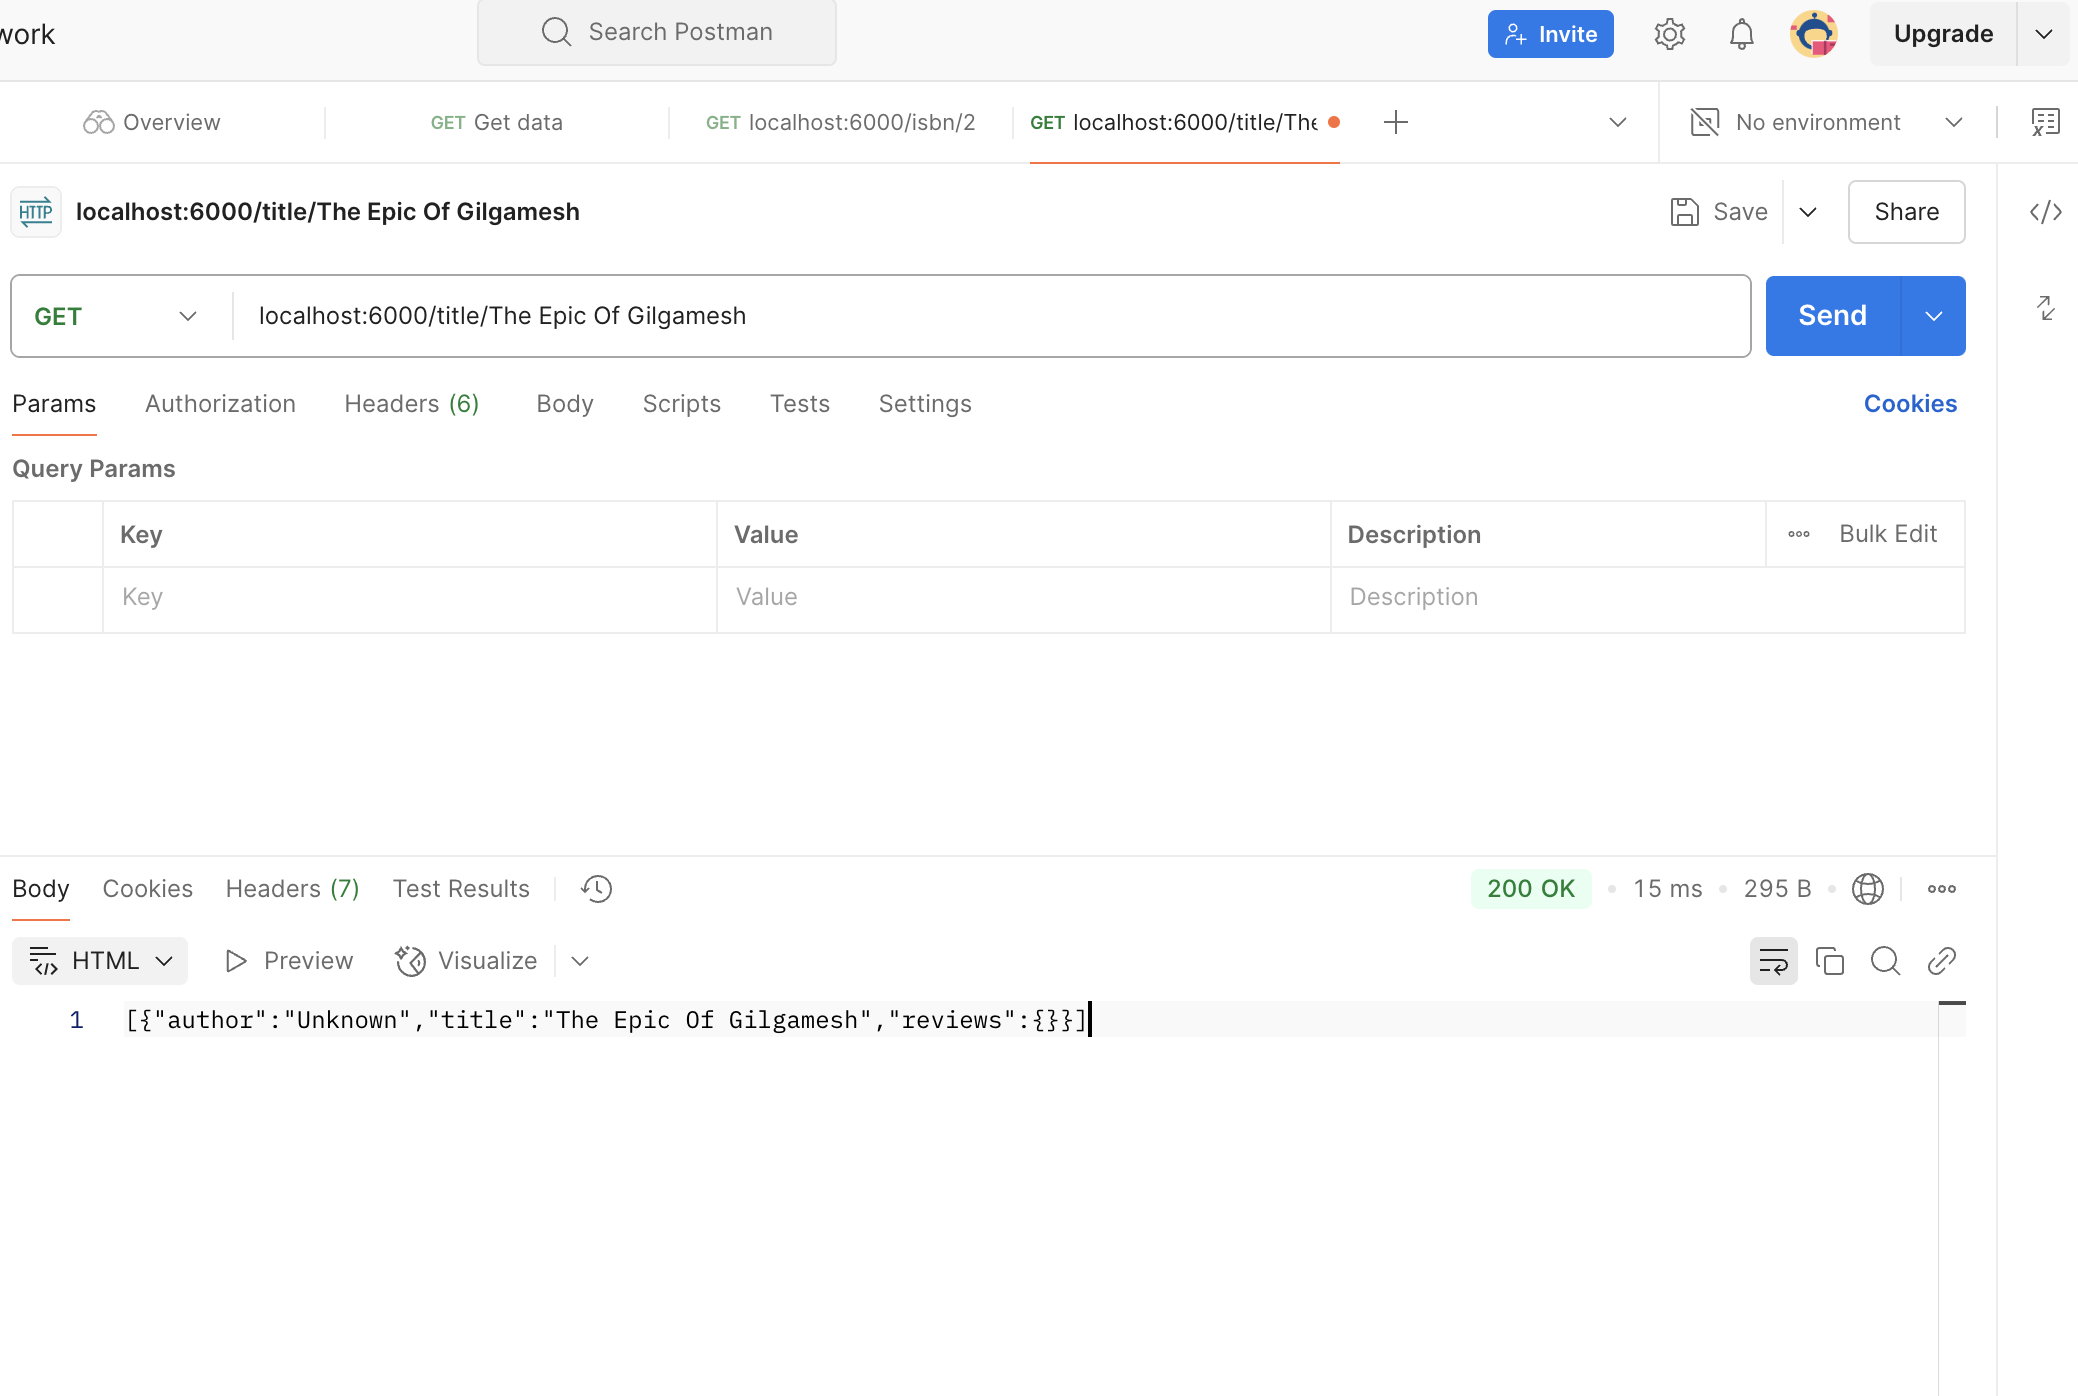 work
Search Postman
Invite
Upgrade
Overview
GET Get data
GET localhost:6000/isbn/2
GET localhost:6000/title/The
No environment
HTTP
localhost:6000/title/The Epic Of Gilgamesh
Save
Share
GET
localhost:6000/title/The Epic Of Gilgamesh
Send
Params
Authorization
Headers (6)
Body
Scripts
Tests
Settings
Cookies
Query Params
Key
Value
Description
Bulk Edit
Key
Value
Description
Body
Cookies
Headers (7)
Test Results
200 OK
15 ms
295 B
HTML
Preview
Visualize
1 [{"author":"Unknown","title":"The Epic Of Gilgamesh","reviews":{}}]